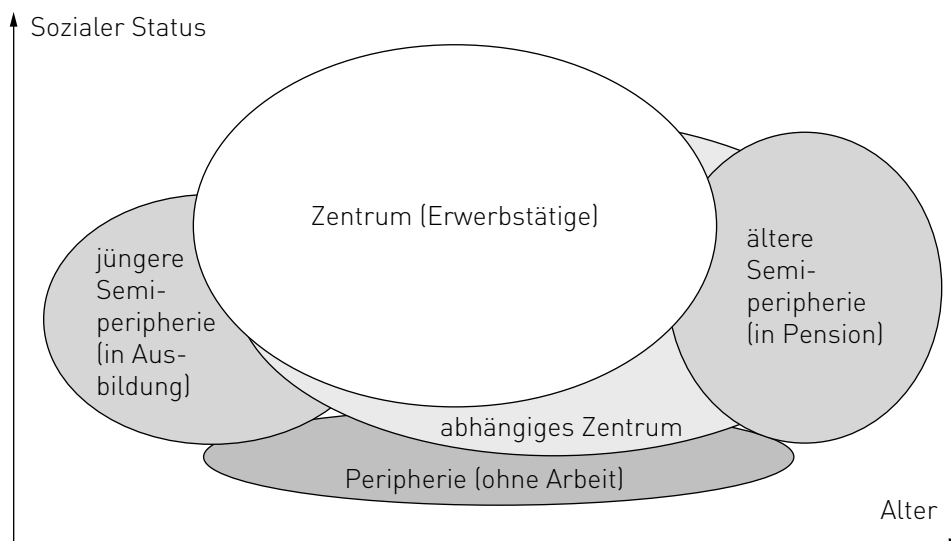 Sozialer Status
Zentrum (Erwerbstätige)
jüngere
Semi-
peripherie
(in Aus-
bildung)
ältere
Semi-
peripherie
(in Pension)
abhängiges Zentrum
Peripherie (ohne Arbeit)
Alter